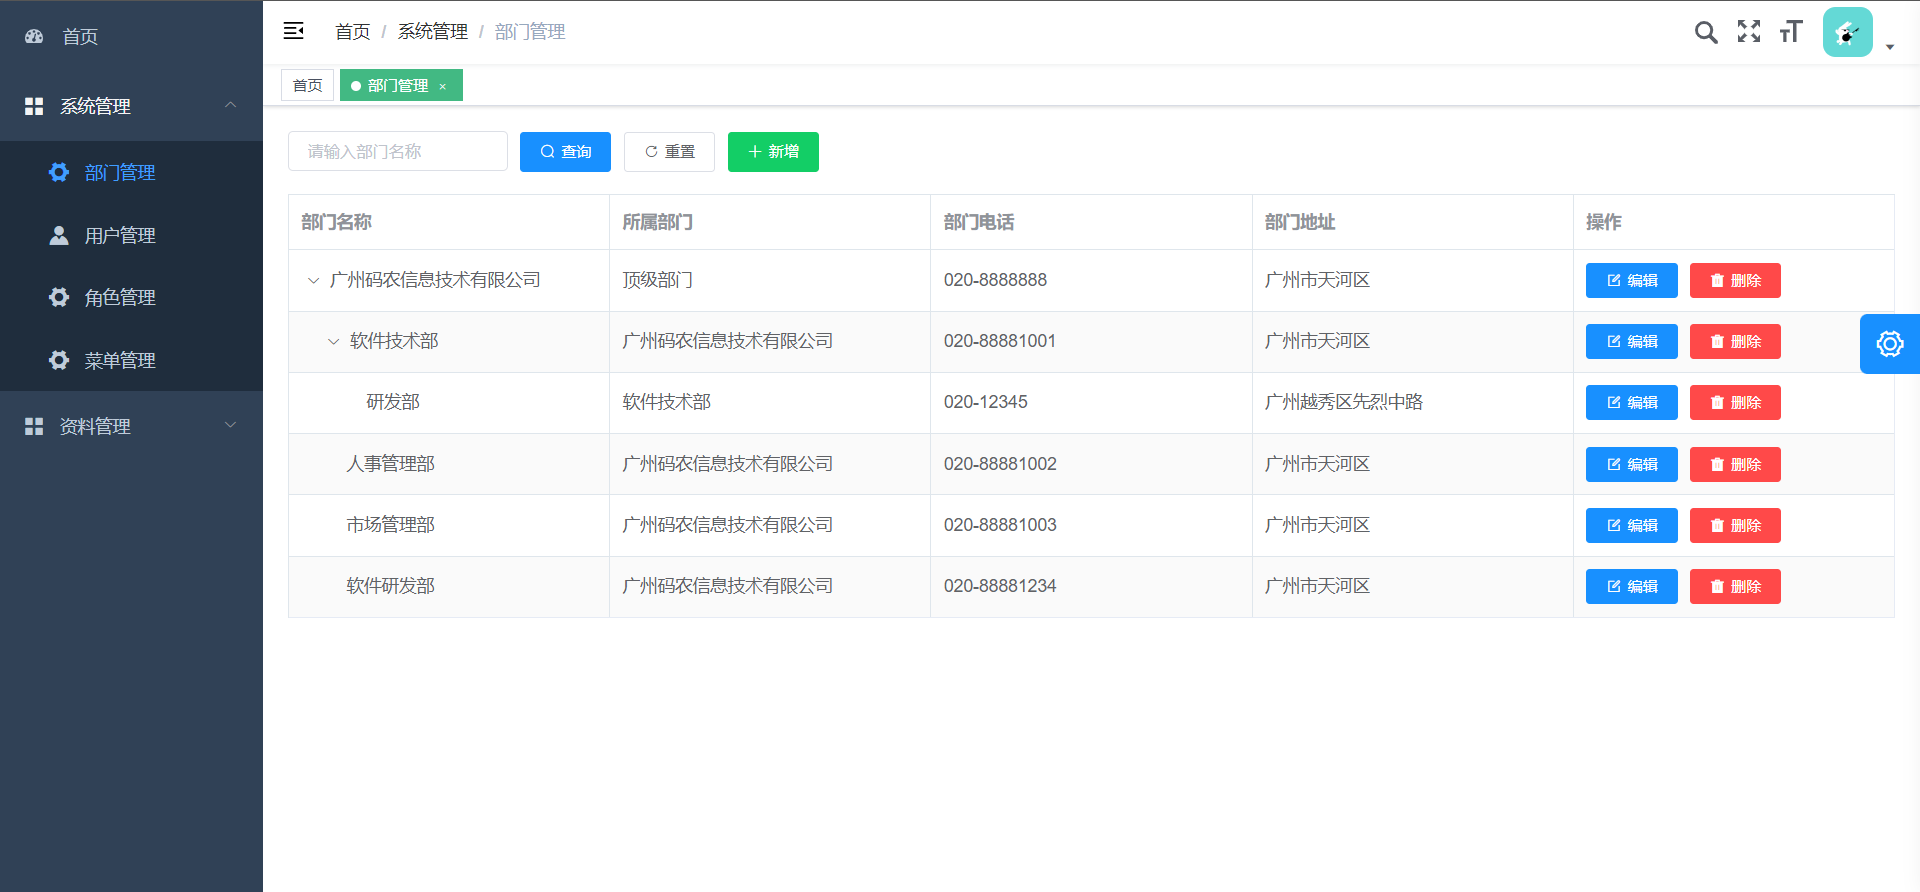 首页
系统管理
部门管理
用户管理
角色管理
菜单管理
资料管理
首页 / 系统管理 / 部门管理
首页 部门管理 ×
请输入部门名称 查询 重置 新增
部门名称 所属部门 部门电话 部门地址 操作
广州码农信息技术有限公司 顶级部门 020-8888888 广州市天河区 编辑 删除
软件技术部 广州码农信息技术有限公司 020-88881001 广州市天河区 编辑 删除
研发部 软件技术部 020-12345 广州越秀区先烈中路 编辑 删除
人事管理部 广州码农信息技术有限公司 020-88881002 广州市天河区 编辑 删除
市场管理部 广州码农信息技术有限公司 020-88881003 广州市天河区 编辑 删除
软件研发部 广州码农信息技术有限公司 020-88881234 广州市天河区 编辑 删除